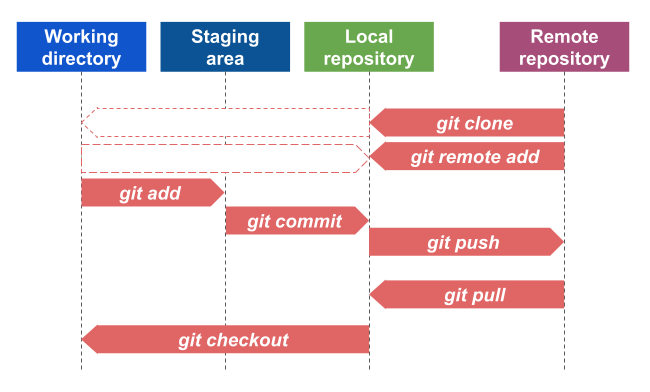 Working
directory
Staging
area
Local
repository
Remote
repository
git clone
git remote add
git add
git commit
git push
git pull
git checkout